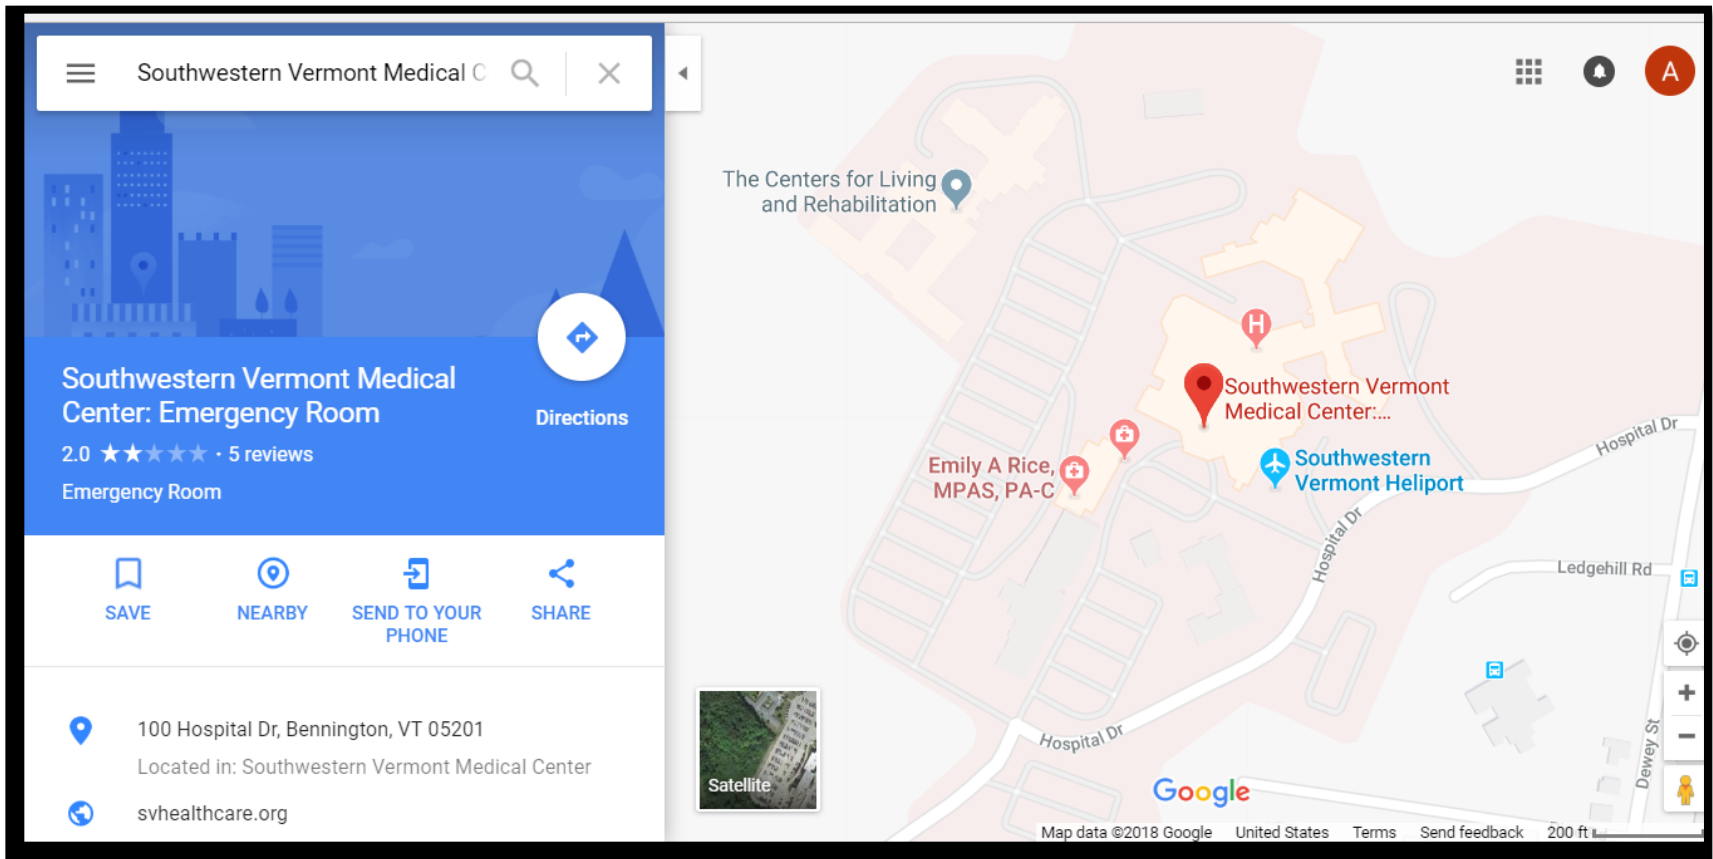 Southwestern Vermont Medical C
A
The Centers for Living
and Rehabilitation
H
Southwestern Vermont Medical
Center: Emergency Room
Directions
2.0 ★★★★★ · 5 reviews
Emergency Room
SAVE
NEARBY
SEND TO YOUR
PHONE
SHARE
100 Hospital Dr, Bennington, VT 05201
Located in: Southwestern Vermont Medical Center
svhealthcare.org
Southwestern Vermont
Medical Center:...
Emily A Rice,
MPAS, PA-C
Southwestern
Vermont Heliport
Hospital Dr
Hospital Dr
Ledgehill Rd
Hospital Dr
Dewey St
Satellite
Google
Map data ©2018 Google United States Terms Send feedback 200 ft